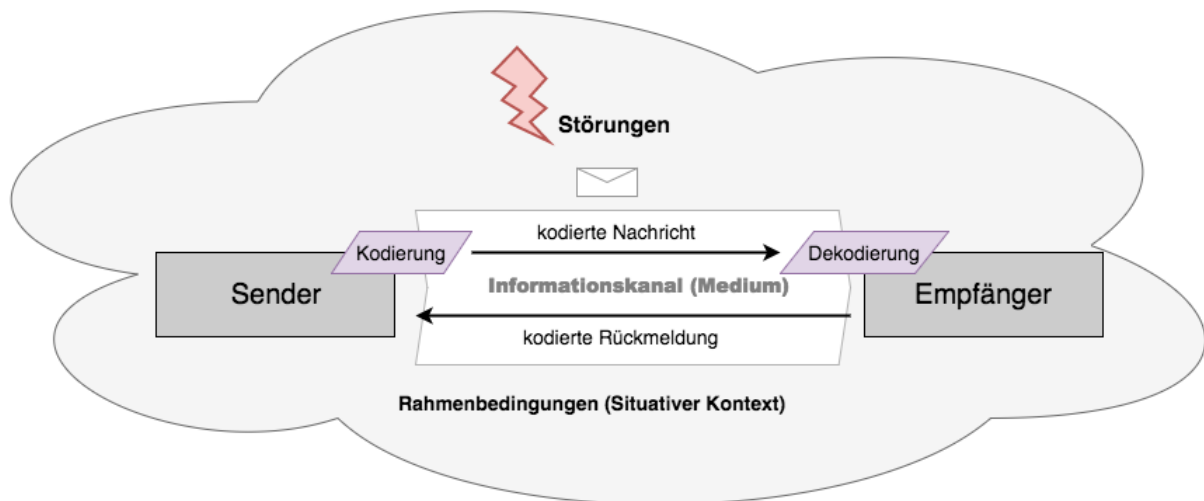 Störungen
kodierte Nachricht
Kodierung
Dekodierung
Sender
Informationskanal (Medium)
Empfänger
kodierte Rückmeldung
Rahmenbedingungen (Situativer Kontext)